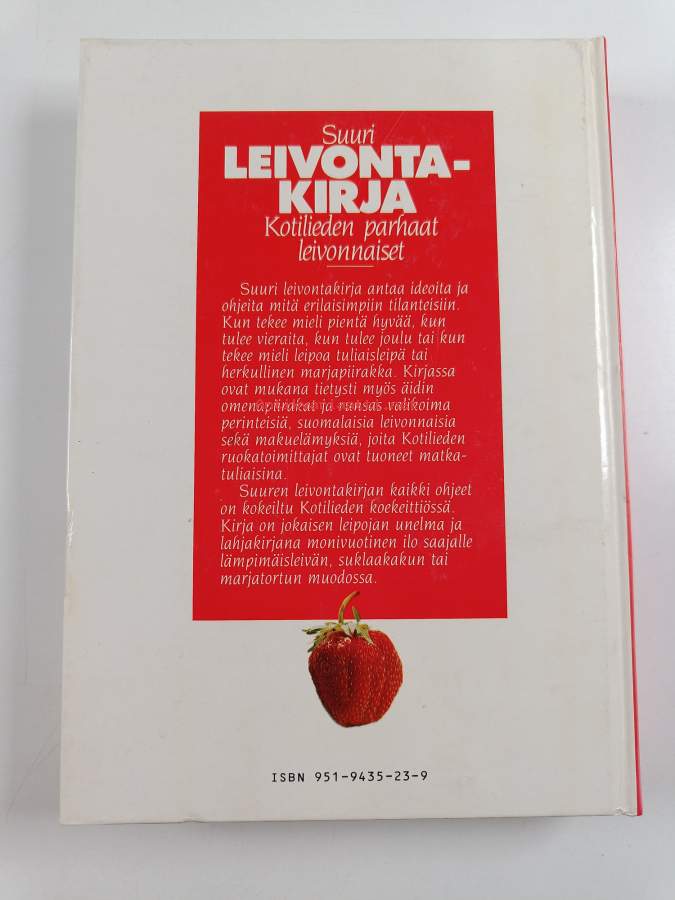 Suuri
LEIVONTA-
KIRJA
Kotilieden parhaat
leivonnaiset
Suuri leivontakirja antaa ideoita ja
ohjeita mitä erilaisimpiin tilanteisiin.
Kun tekee mieli pientä hyvää, kun
tulee vieraita, kun tulee joulu tai kun
tekee mieli leipoa tuliaisleipä tai
herkullinen marjapiirakka. Kirjassa
ovat mukana tietysti myös äidin
omenapiirakat ja runsas valikoima
perinteisiä, suomalaisia leivonnaisia
sekä makuelämyksiä, joita Kotilieden
ruokatoimittajat ovat tuoneet matka-
tuliaisina.
Suuren leivontakirjan kaikki ohjeet
on kokeiltu Kotilieden koekeittiössä.
Kirja on jokaisen leipojan unelma ja
lahjakirjana monivuotinen ilo saajalle
lämpimäisleivän, suklaakakun tai
marjatortun muodossa.
ISBN 951-9435-23-9